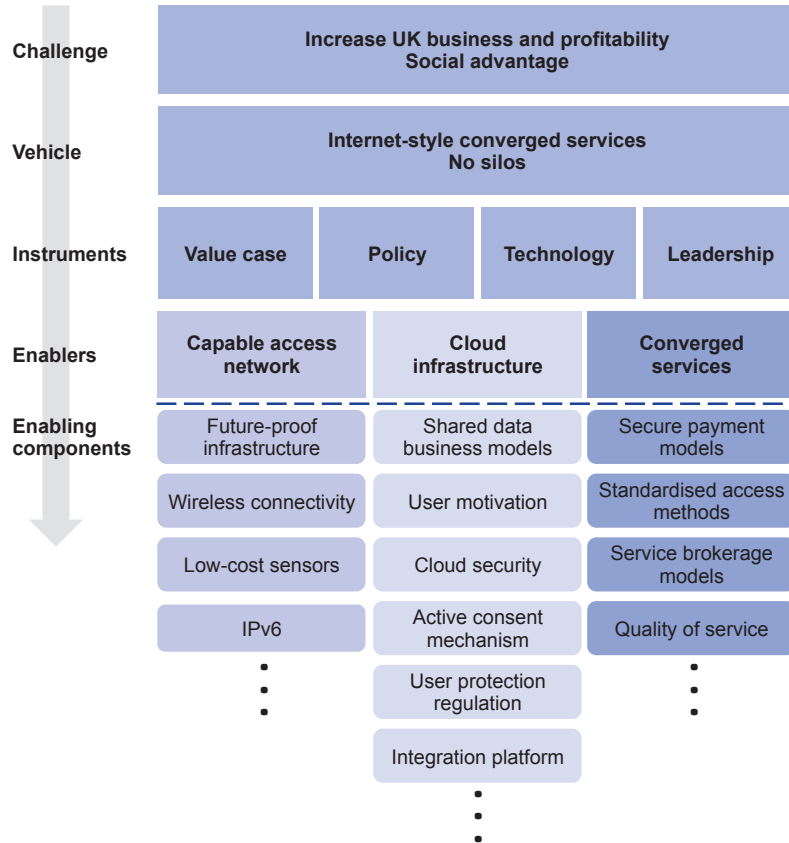 Challenge
Increase UK business and profitability
Social advantage
Vehicle
Internet-style converged services
No silos
Instruments
Value case
Policy
Technology
Leadership
Enablers
Capable access
network
Cloud
infrastructure
Converged
services
Enabling
components
Future-proof
infrastructure
Shared data
business models
Secure payment
models
Wireless connectivity
User motivation
Standardised access
methods
Low-cost sensors
Cloud security
Service brokerage
models
IPv6
Active consent
mechanism
Quality of service
User protection
regulation
Integration platform